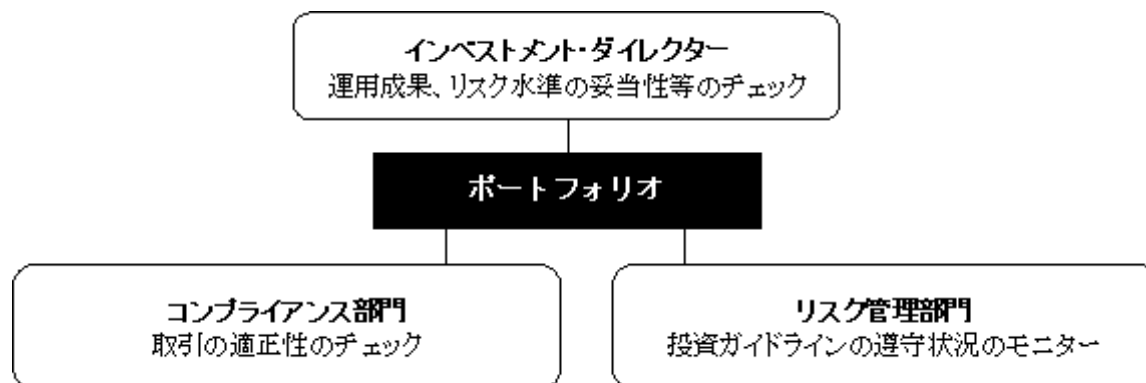 インベストメント・ダイレクター
運用成果、リスク水準の妥当性等のチェック
ポートフォリオ
コンプライアンス部門
取引の適正性のチェック
リスク管理部門
投資ガイドラインの遵守状況のモニター